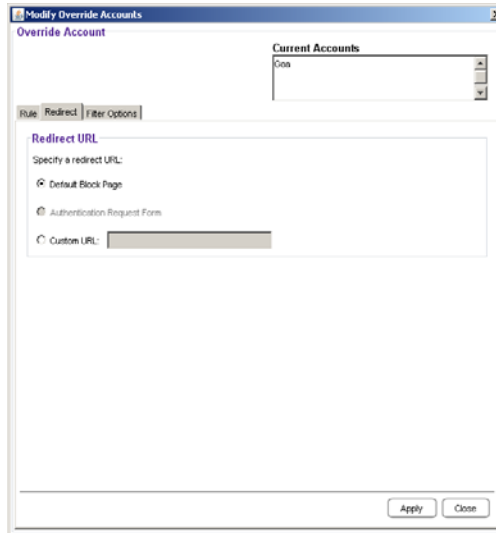 Modify Override Accounts
Override Account
Current Accounts
Goa
Rule Redirect Filter Options
Redirect URL
Specify a redirect URL:
Default Block Page
Authentication Request Form
Custom URL:
Apply Close